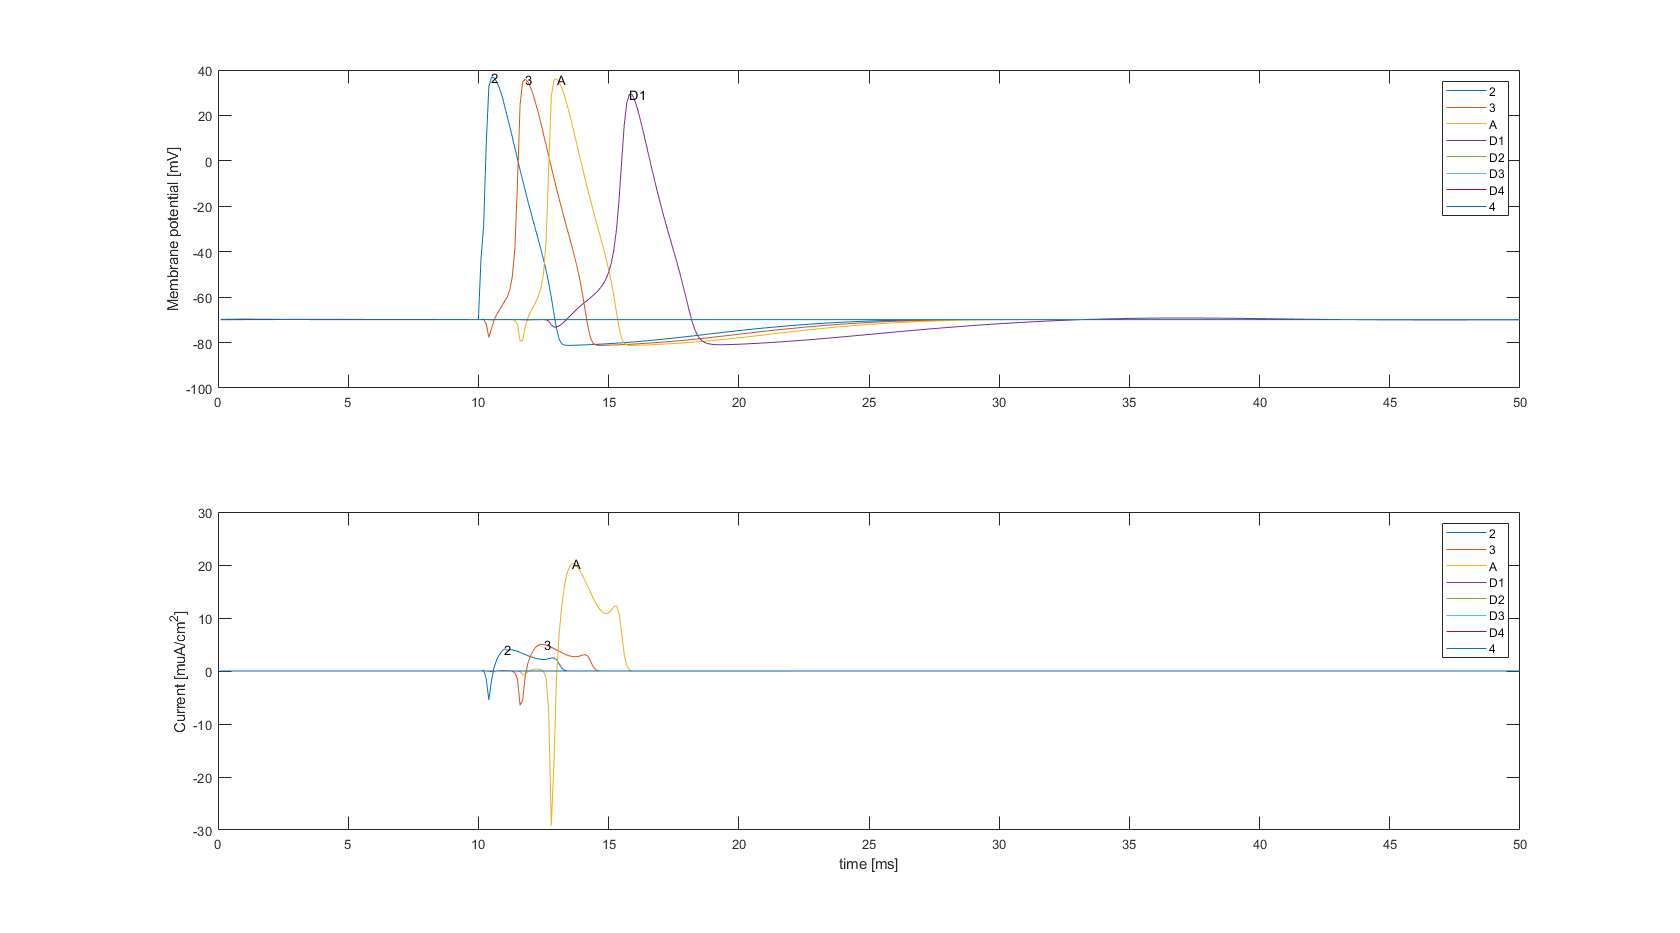 40
20
0
-20
-40
-60
-80
-100
Membrane potential [mV]
0 5 10 15 20 25 30 35 40 45 50
2 3 A D1
2
3
A
D1
D2
D3
D4
4
30
20
10
0
-10
-20
-30
Current [muA/cm2]
0 5 10 15 20 25 30 35 40 45 50
time [ms]
A
2 3
2
3
A
D1
D2
D3
D4
4